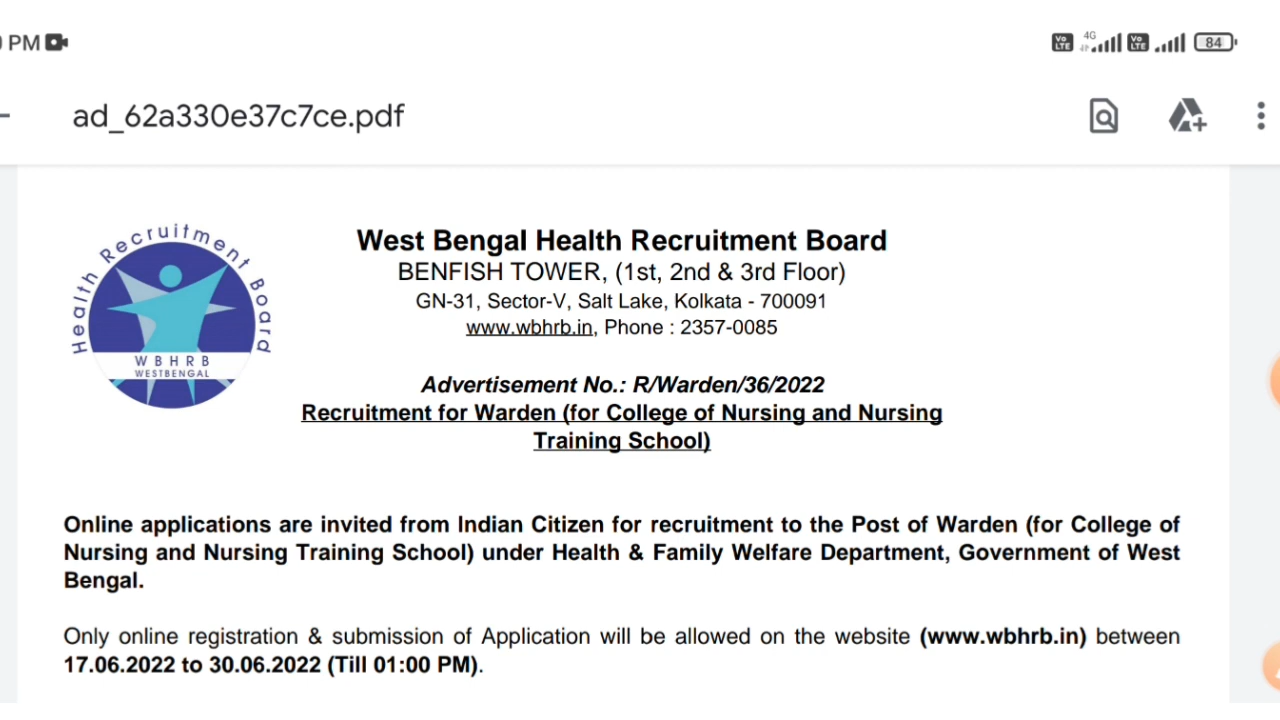 PM
Vo LTE 4G Vo LTE 84
ad_62a330e37c7ce.pdf
Health Recruitment Board
WBHRB
WESTBENGAL
West Bengal Health Recruitment Board
BENFISH TOWER, (1st, 2nd & 3rd Floor)
GN-31, Sector-V, Salt Lake, Kolkata - 700091
www.wbhrb.in, Phone : 2357-0085
Advertisement No.: R/Warden/36/2022
Recruitment for Warden (for College of Nursing and Nursing
Training School)
Online applications are invited from Indian Citizen for recruitment to the Post of Warden (for College of
Nursing and Nursing Training School) under Health & Family Welfare Department, Government of West
Bengal.
Only online registration & submission of Application will be allowed on the website (www.wbhrb.in) between
17.06.2022 to 30.06.2022 (Till 01:00 PM).